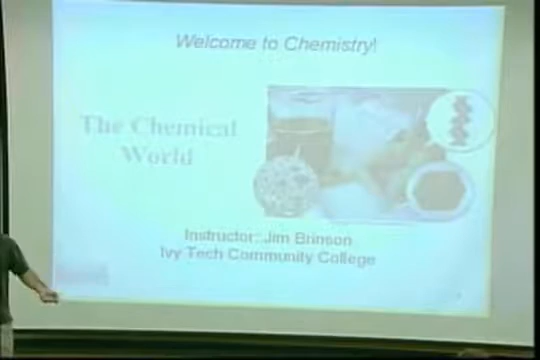 Welcome to Chemistry!
The Chemical
World
Instructor: Jim Brinson
Ivy Tech Community College